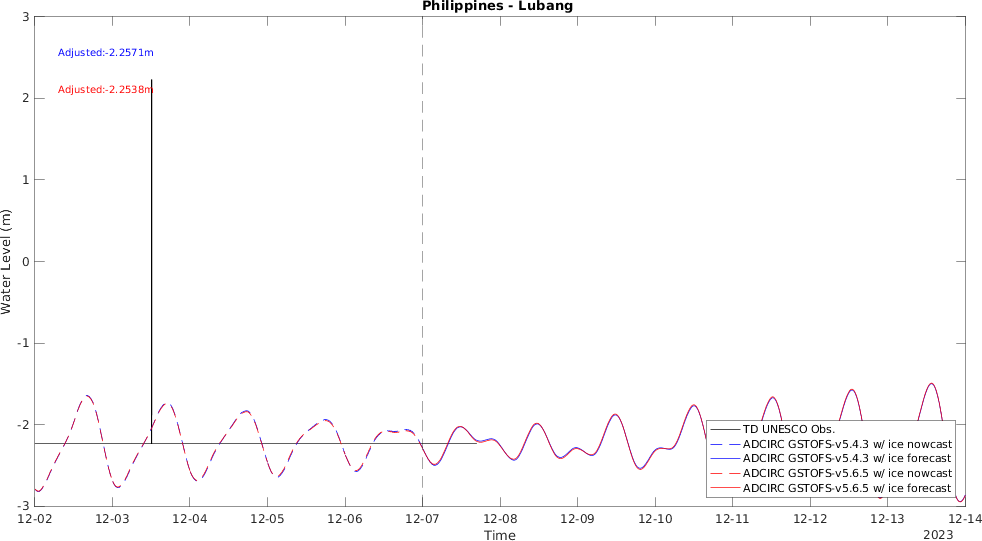 Philippines - Lubang
Adjusted:-2.2571m
Adjusted:-2.2538m
Water Level (m)
3
2
1
0
-1
-2
-3
TD UNESCO Obs.
ADCIRC GSTOFS-v5.4.3 w/ ice nowcast
ADCIRC GSTOFS-v5.4.3 w/ ice forecast
ADCIRC GSTOFS-v5.6.5 w/ ice nowcast
ADCIRC GSTOFS-v5.6.5 w/ ice forecast
12-02 12-03 12-04 12-05 12-06 12-07 12-08 12-09 12-10 12-11 12-12 12-13 12-14
Time
2023